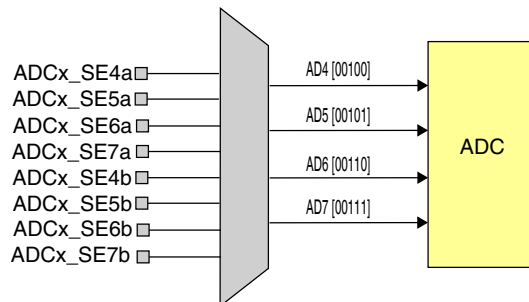 ADCx_SE4a
ADCx_SE5a
ADCx_SE6a
ADCx_SE7a
ADCx_SE4b
ADCx_SE5b
ADCx_SE6b
ADCx_SE7b
AD4 [00100]
AD5 [00101]
AD6 [00110]
AD7 [00111]
ADC